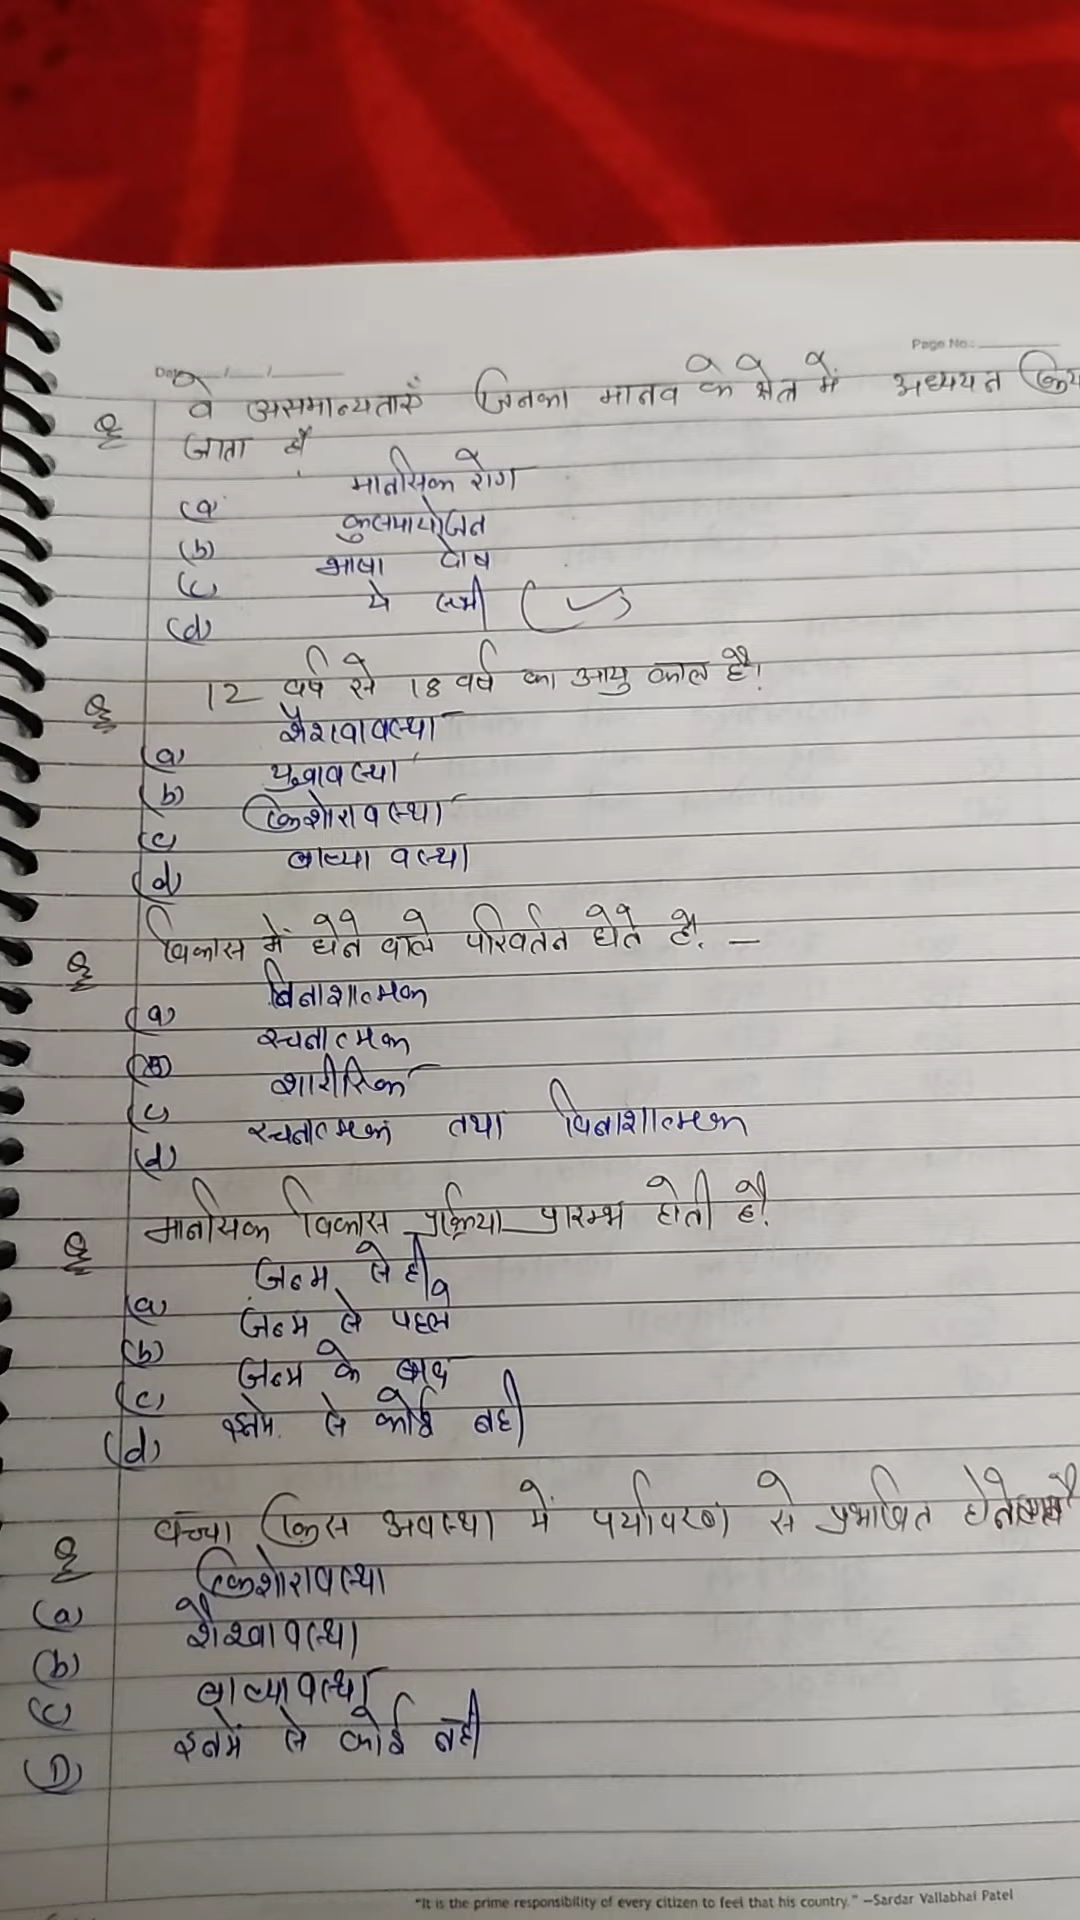 Page No.:
Date / /
वे असमान्यताएँ जिनका मानव के क्षेत्र में अध्ययन किय
जाता है
(a) मानसिक रोग
(b) कुसमायोजन
(c) भाषा दोष
(d) ये सभी
Q 12 वर्ष से 18 वर्ष का आयु काल है।
(a) शैशवावस्था
(b) युवावस्था
(c) किशोरावस्था
(d) बाल्यावस्था
Q विकास में होने वाले परिवर्तन होते है. —
(a) विनाशात्मक
(b) रचनात्मक
(c) शारीरिक
(d) रचनात्मक तथा विनाशात्मक
Q मानसिक विकास प्रक्रिया प्रारम्भ होती है.
(a) जन्म से ही
(b) जन्म से पहले
(c) जन्म के बाद
(d) इनमे से कोई नही
Q बच्चा किस अवस्था में पर्यावरण से प्रभावित
(a) किशोरावस्था
(b) शैश्वावस्था
(c) बाल्यावस्था
(D) इनमें से कोई नही
"It is the prime responsibility of every citizen to feel that his country." –Sardar Vallabhai Patel